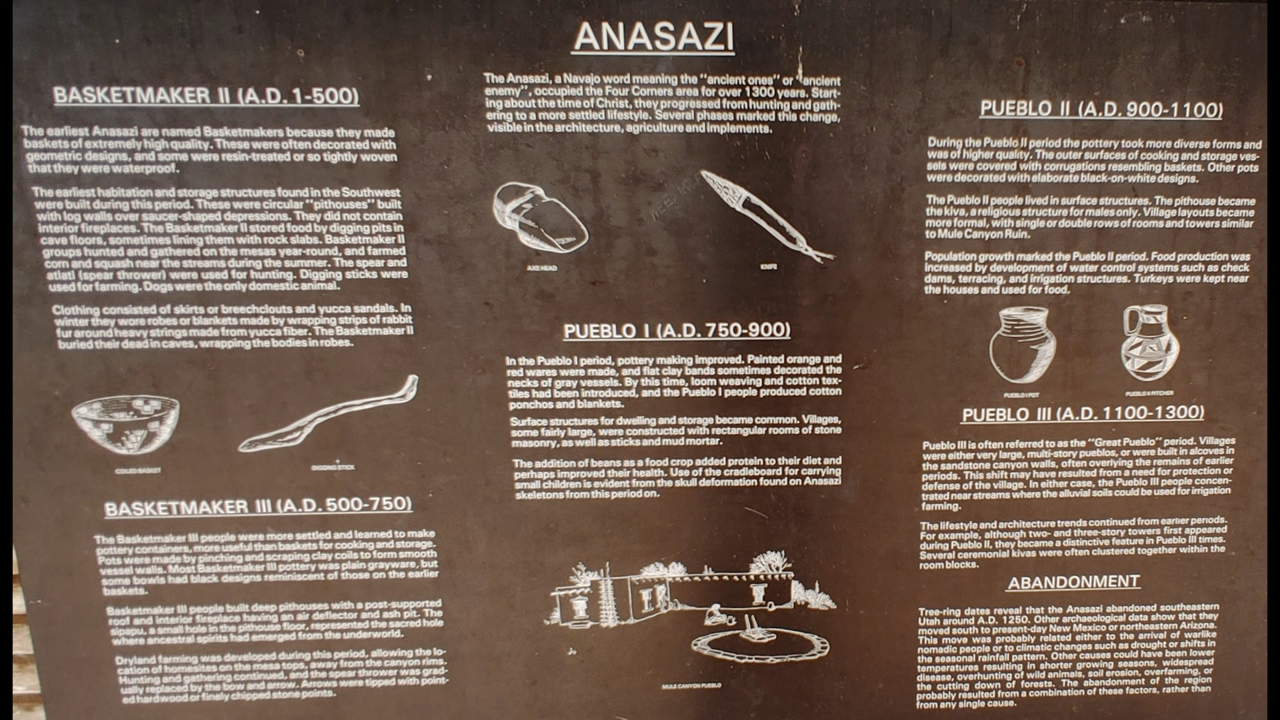 ANASAZI
The Anasazi, a Navajo word meaning the "ancient ones" or "ancient
enemy", occupied the Four Corners area for over 1300 years. Start-
ing about the time of Christ, they progressed from hunting and gath-
ering to a more settled lifestyle. Several phases marked this change,
visible in the architecture, agriculture and implements.
AXE HEAD
KNIFE
BASKETMAKER II (A.D. 1-500)
The earliest Anasazi are named Basketmakers because they made
baskets of extremely high quality. These were often decorated with
geometric designs, and some were resin-treated or so tightly woven
that they were waterproof.
The earliest habitation and storage structures found in the Southwest
were built during this period. These were circular "pithouses" built
with log walls over saucer-shaped depressions. They did not contain
interior fireplaces. The Basketmaker II stored food by digging pits in
cave floors, sometimes lining them with rock slabs. Basketmaker II
groups hunted and gathered on the mesas year-round, and farmed
corn and squash near the streams during the summer. The spear and
atlatl (spear thrower) were used for hunting. Digging sticks were
used for farming. Dogs were the only domestic animal.
Clothing consisted of skirts or breechclouts and yucca sandals. In
winter they wore robes or blankets made by wrapping strips of rabbit
fur around heavy strings made from yucca fiber. The Basketmaker II
buried their dead in caves, wrapping the bodies in robes.
COILED BASKET
DIGGING STICK
BASKETMAKER III (A.D. 500-750)
The Basketmaker III people were more settled and learned to make
pottery containers, more useful than baskets for cooking and storage.
Pots were made by pinching and scraping clay coils to form smooth
vessel walls. Most Basketmaker III pottery was plain grayware, but
some bowls had black designs reminiscent of those on the earlier
baskets.
Basketmaker III people built deep pithouses with a post-supported
roof and interior fireplace having an air deflector and ash pit. The
sipapu, a small hole in the pithouse floor, represented the sacred hole
where ancestral spirits had emerged from the underworld.
Dryland farming was developed during this period, allowing the lo-
cation of homesites on the mesa tops, away from the canyon rims.
Hunting and gathering continued, and the spear thrower was grad-
ually replaced by the bow and arrow. Arrows were tipped with point-
ed hardwood or finely chipped stone points.
PUEBLO I (A.D. 750-900)
In the Pueblo I period, pottery making improved. Painted orange and
red wares were made, and flat clay bands sometimes decorated the
necks of gray vessels. By this time, loom weaving and cotton tex-
tiles had been introduced, and the Pueblo I people produced cotton
ponchos and blankets.
Surface structures for dwelling and storage became common. Villages,
some fairly large, were constructed with rectangular rooms of stone
masonry, as well as sticks and mud mortar.
The addition of beans as a food crop added protein to their diet and
perhaps improved their health. Use of the cradleboard for carrying
small children is evident from the skull deformation found on Anasazi
skeletons from this period on.
MULE CANYON PUEBLO
PUEBLO II (A.D. 900-1100)
During the Pueblo II period the pottery took more diverse forms and
was of higher quality. The outer surfaces of cooking and storage ves-
sels were covered with corrugations resembling baskets. Other pots
were decorated with elaborate black-on-white designs.
The Pueblo II people lived in surface structures. The pithouse became
the kiva, a religious structure for males only. Village layouts became
more formal, with single or double rows of rooms and towers similar
to Mule Canyon Ruin.
Population growth marked the Pueblo II period. Food production was
increased by development of water control systems such as check
dams, terracing, and irrigation structures. Turkeys were kept near
the houses and used for food.
PUEBLO I POT
PUEBLO II PITCHER
PUEBLO III (A.D. 1100-1300)
Pueblo III is often referred to as the "Great Pueblo" period. Villages
were either very large, multi-story pueblos, or were built in alcoves in
the sandstone canyon walls, often overlying the remains of earlier
periods. This shift may have resulted from a need for protection or
defense of the village. In either case, the Pueblo III people concen-
trated near streams where the alluvial soils could be used for irrigation
farming.
The lifestyle and architecture trends continued from earlier periods.
For example, although two- and three-story towers first appeared
during Pueblo II, they became a distinctive feature in Pueblo III times.
Several ceremonial kivas were often clustered together within the
room blocks.
ABANDONMENT
Tree-ring dates reveal that the Anasazi abandoned southeastern
Utah around A.D. 1250. Other archaeological data show that they
moved south to present-day New Mexico or northeastern Arizona.
This move was probably related either to the arrival of warlike
nomadic people or to climatic changes such as drought or shifts in
the seasonal rainfall pattern. Other causes could have been lower
temperatures resulting in shorter growing seasons, widespread
disease, overhunting of wild animals, soil erosion, overfarming, or
the cutting down of forests. The abandonment of the region
probably resulted from a combination of these factors, rather than
from any single cause.